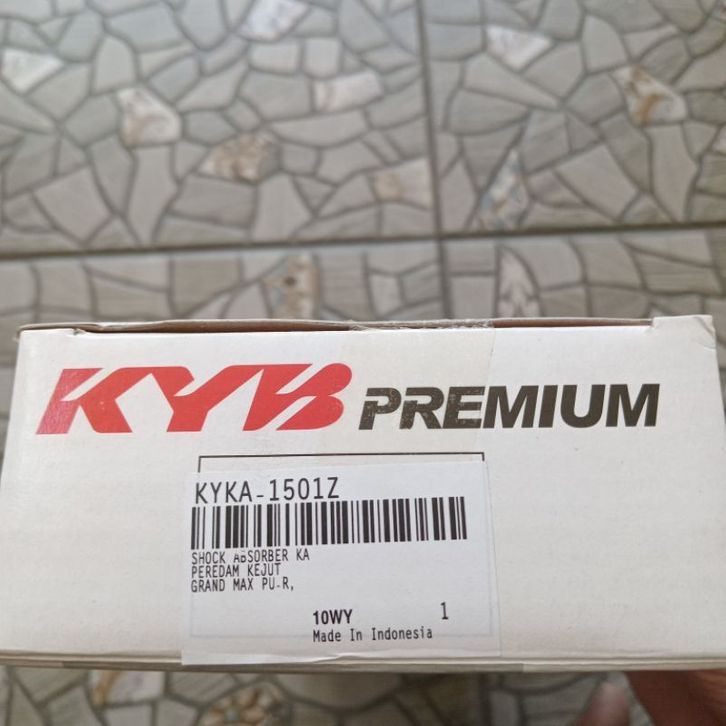 KYB PREMIUM
KYKA-1501Z
SHOCK ABSORBER KA
PEREDAM KEJUT
GRAND MAX PU-R,
10WY 1
Made In Indonesia